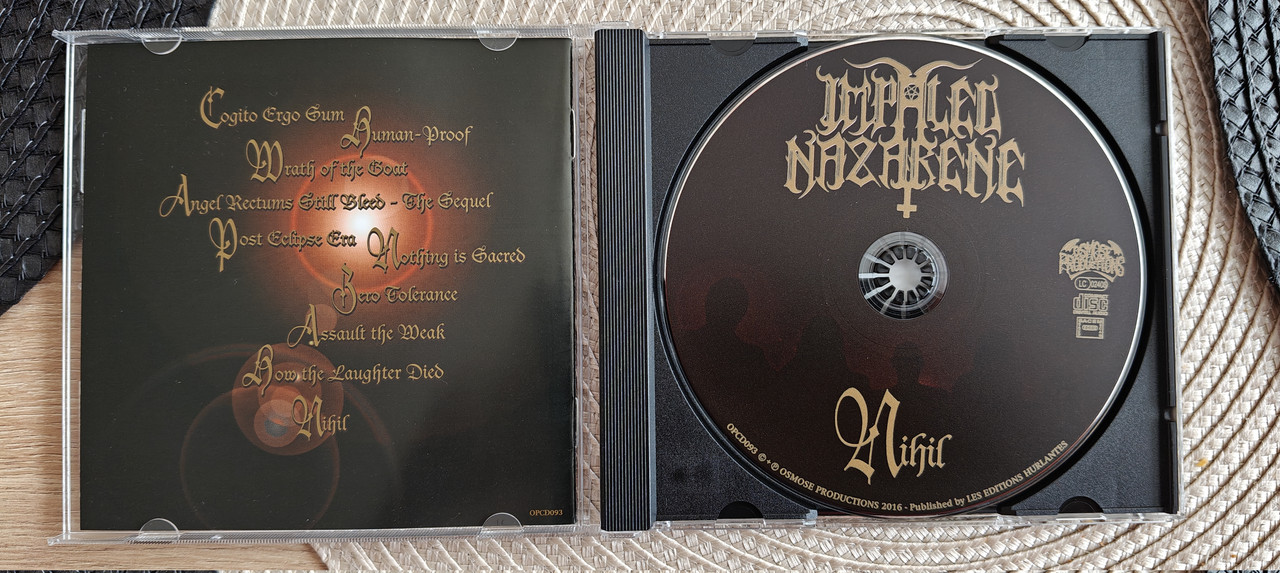 Cogito Ergo Sum
Human-Proof
Wrath of the Goat
Angel Rectums Still Bleed - The Sequel
Post Eclipse Era
Nothing is Sacred
Zero Tolerance
Assault the Weak
How the Laughter Died
Nihil
OPCD093
IMPALED
NAZARENE
LC 0240
disc
Nihil
OPCD093 © + ℗ OSMOSE PRODUCTIONS 2016 - Published by LES EDITIONS HURLANTES